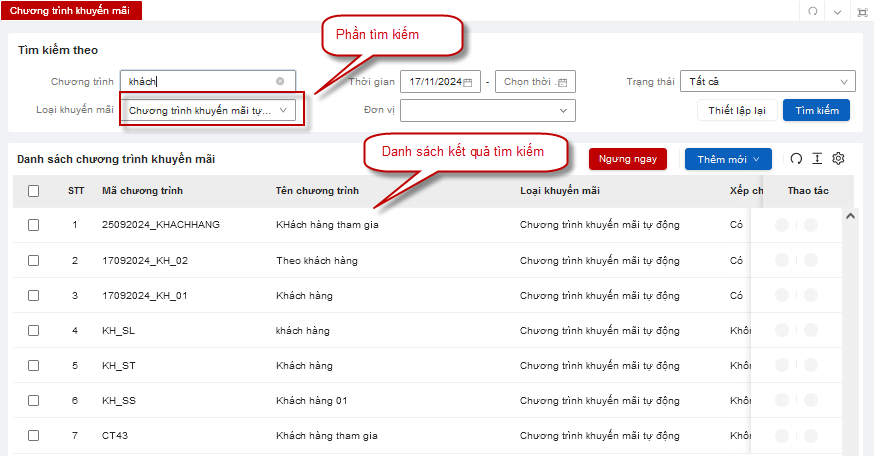 Chương trình khuyến mãi
Phần tìm kiếm
Tìm kiếm theo
Chương trình khách Thời gian 17/11/2024 - Chọn thời . Trạng thái Tất cả
Loại khuyến mãi Chương trình khuyến mãi tự... Đơn vị Thiết lập lại Tìm kiếm
Danh sách kết quả tìm kiếm
Danh sách chương trình khuyến mãi Ngưng ngay Thêm mới
STT Mã chương trình Tên chương trình Loại khuyến mãi Xếp ch Thao tác
1 25092024_KHACHHANG KHách hàng tham gia Chương trình khuyến mãi tự động Có
2 17092024_KH_02 Theo khách hàng Chương trình khuyến mãi tự động Có
3 17092024_KH_01 Khách hàng Chương trình khuyến mãi tự động Có
4 KH_SL khách hàng Chương trình khuyến mãi tự động Khôn
5 KH_ST Khách hàng Chương trình khuyến mãi tự động Khôn
6 KH_SS Khách hàng 01 Chương trình khuyến mãi tự động Khôn
7 CT43 Khách hàng tham gia Chương trình khuyến mãi tự động Khôn